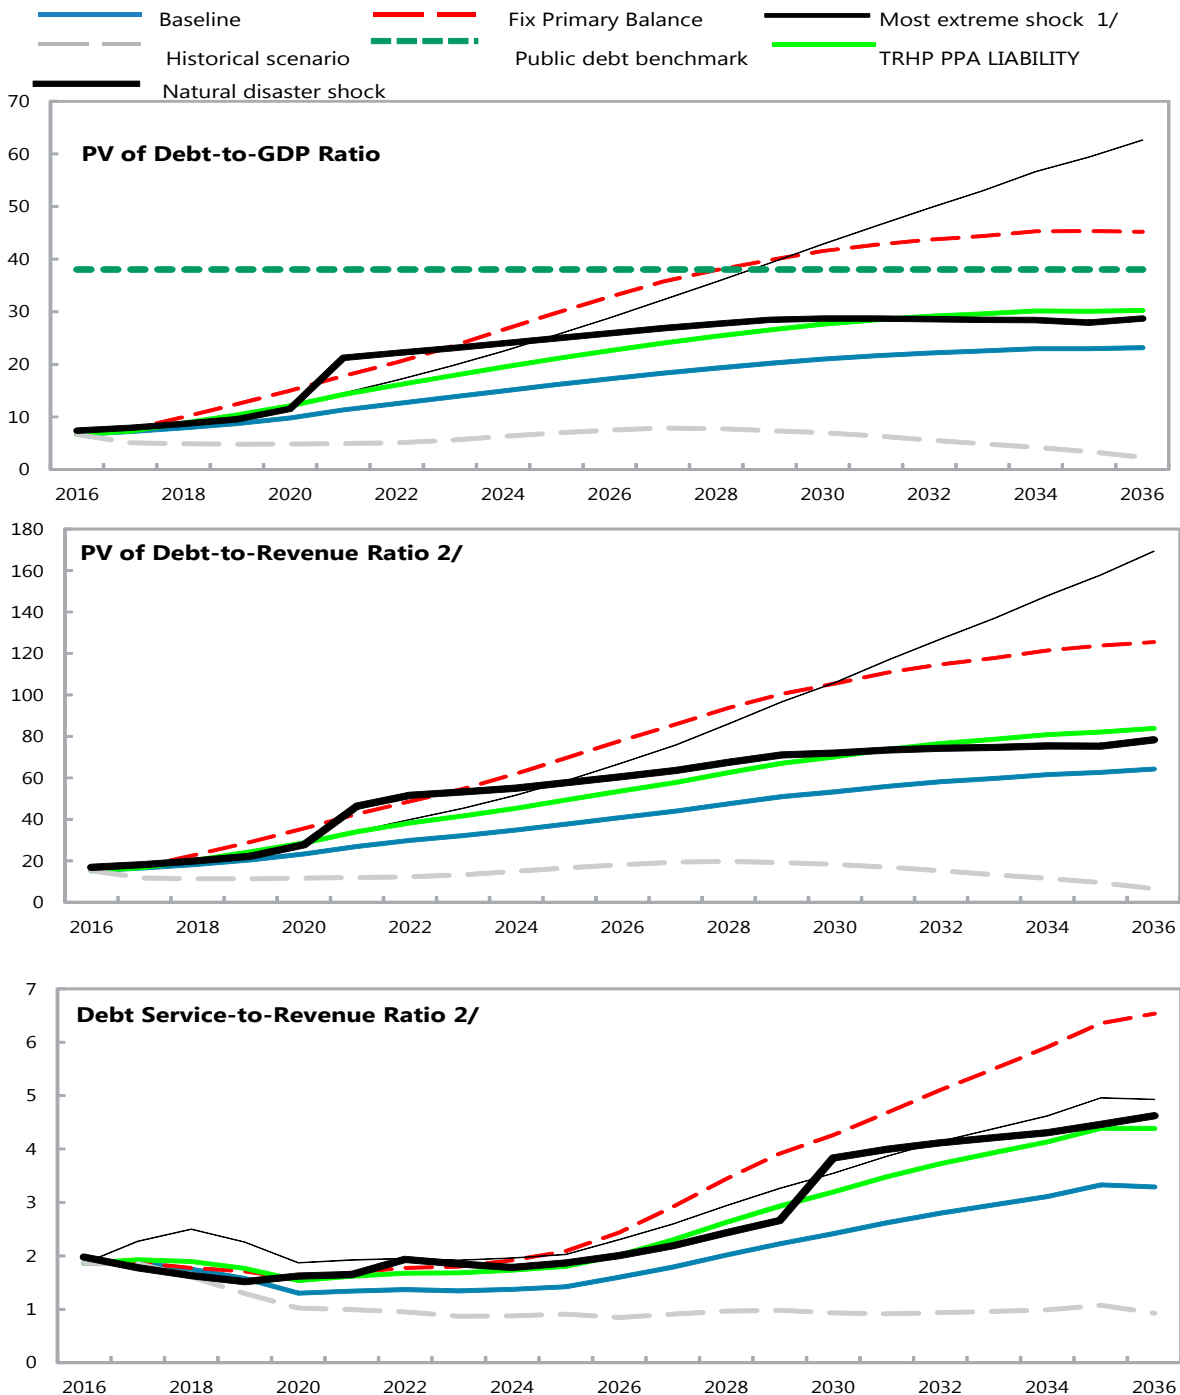 Baseline Fix Primary Balance Most extreme shock 1/
Historical scenario Public debt benchmark TRHP PPA LIABILITY
Natural disaster shock
70
PV of Debt-to-GDP Ratio
60
50
40
30
20
10
0
2016 2018 2020 2022 2024 2026 2028 2030 2032 2034 2036
180
PV of Debt-to-Revenue Ratio 2/
160
140
120
100
80
60
40
20
0
2016 2018 2020 2022 2024 2026 2028 2030 2032 2034 2036
7
Debt Service-to-Revenue Ratio 2/
6
5
4
3
2
1
0
2016 2018 2020 2022 2024 2026 2028 2030 2032 2034 2036